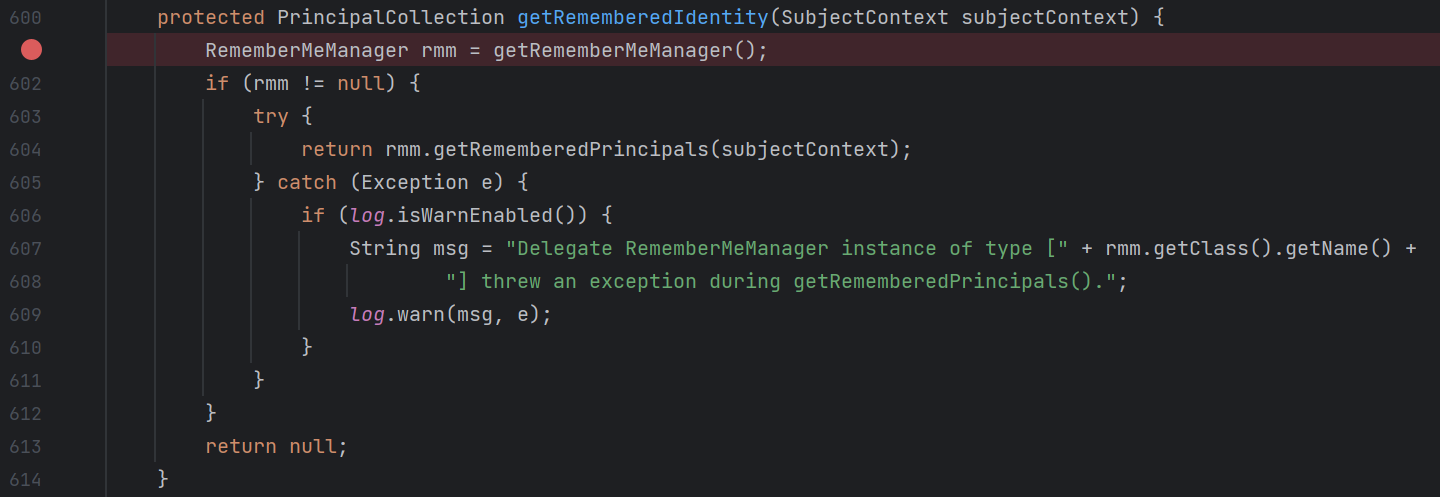 600 protected PrincipalCollection getRememberedIdentity(SubjectContext subjectContext) {
RememberMeManager rmm = getRememberMeManager();
602 if (rmm != null) {
603 try {
604 return rmm.getRememberedPrincipals(subjectContext);
605 } catch (Exception e) {
606 if (log.isWarnEnabled()) {
607 String msg = "Delegate RememberMeManager instance of type [" + rmm.getClass().getName() +
608 "] threw an exception during getRememberedPrincipals().";
609 log.warn(msg, e);
610 }
611 }
612 }
613 return null;
614 }